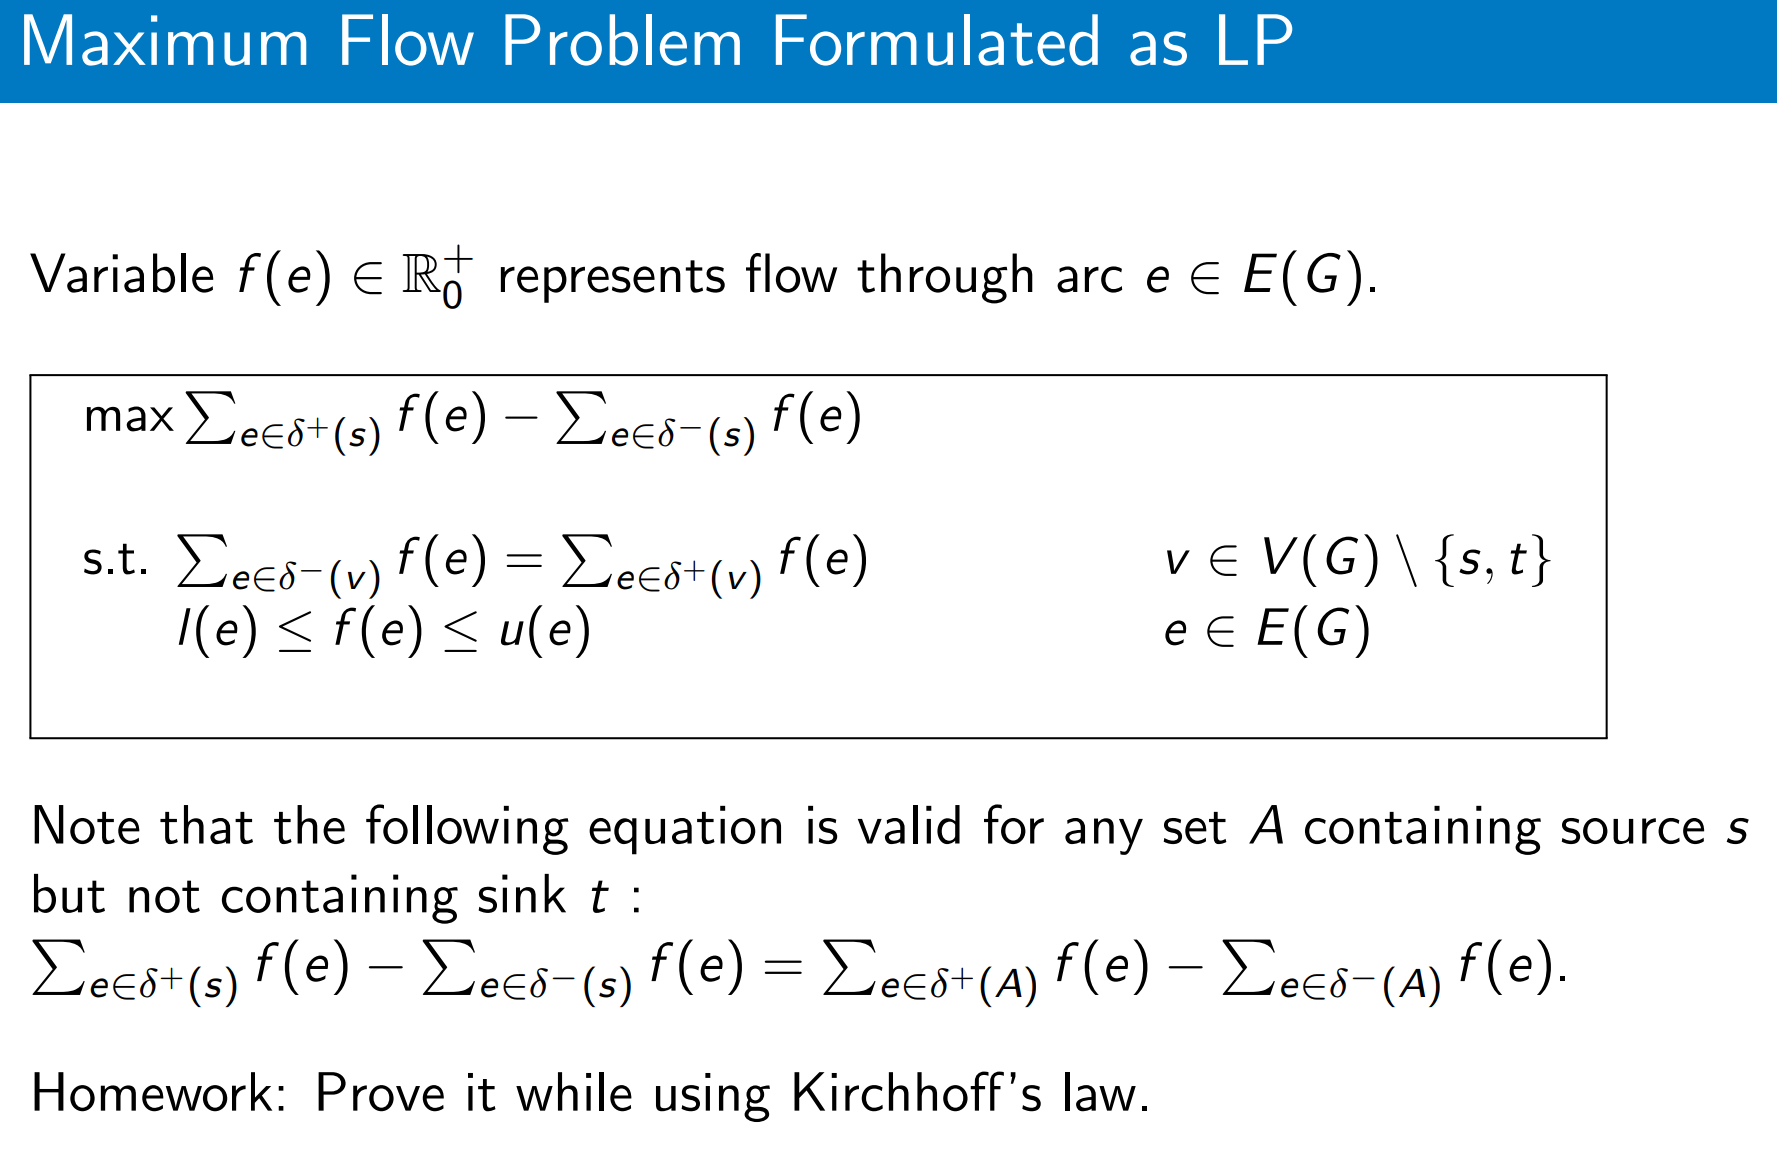 Maximum Flow Problem Formulated as LP
Variable f(e) ∈ ℝ₀⁺ represents flow through arc e ∈ E(G).
max ∑_{e∈δ⁺(s)} f(e) − ∑_{e∈δ⁻(s)} f(e)
s.t. ∑_{e∈δ⁻(v)} f(e) = ∑_{e∈δ⁺(v)} f(e) v ∈ V(G) \ {s, t}
l(e) ≤ f(e) ≤ u(e) e ∈ E(G)
Note that the following equation is valid for any set A containing source s
but not containing sink t :
∑_{e∈δ⁺(s)} f(e) − ∑_{e∈δ⁻(s)} f(e) = ∑_{e∈δ⁺(A)} f(e) − ∑_{e∈δ⁻(A)} f(e).
Homework: Prove it while using Kirchhoff's law.